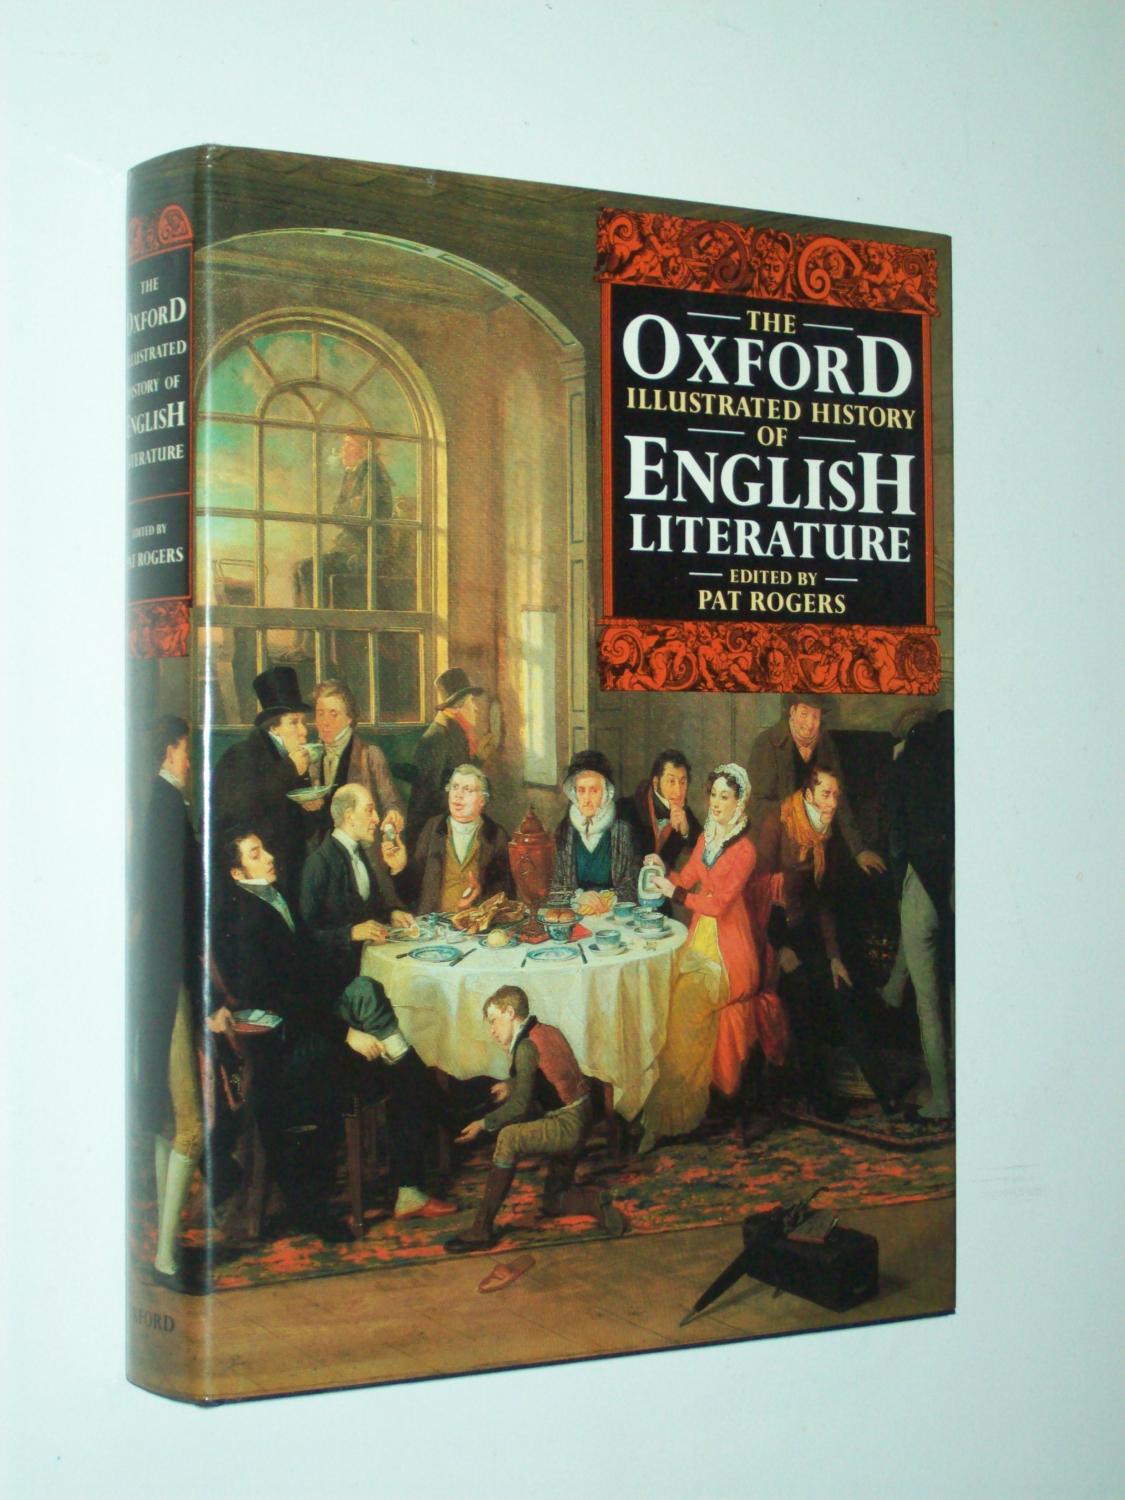 THE
OXFORD
ILLUSTRATED HISTORY
OF
ENGLISH
LITERATURE
EDITED BY
PAT ROGERS
THE
OXFORD
ILLUSTRATED
HISTORY OF
ENGLISH
LITERATURE
EDITED BY
PAT ROGERS
OXFORD